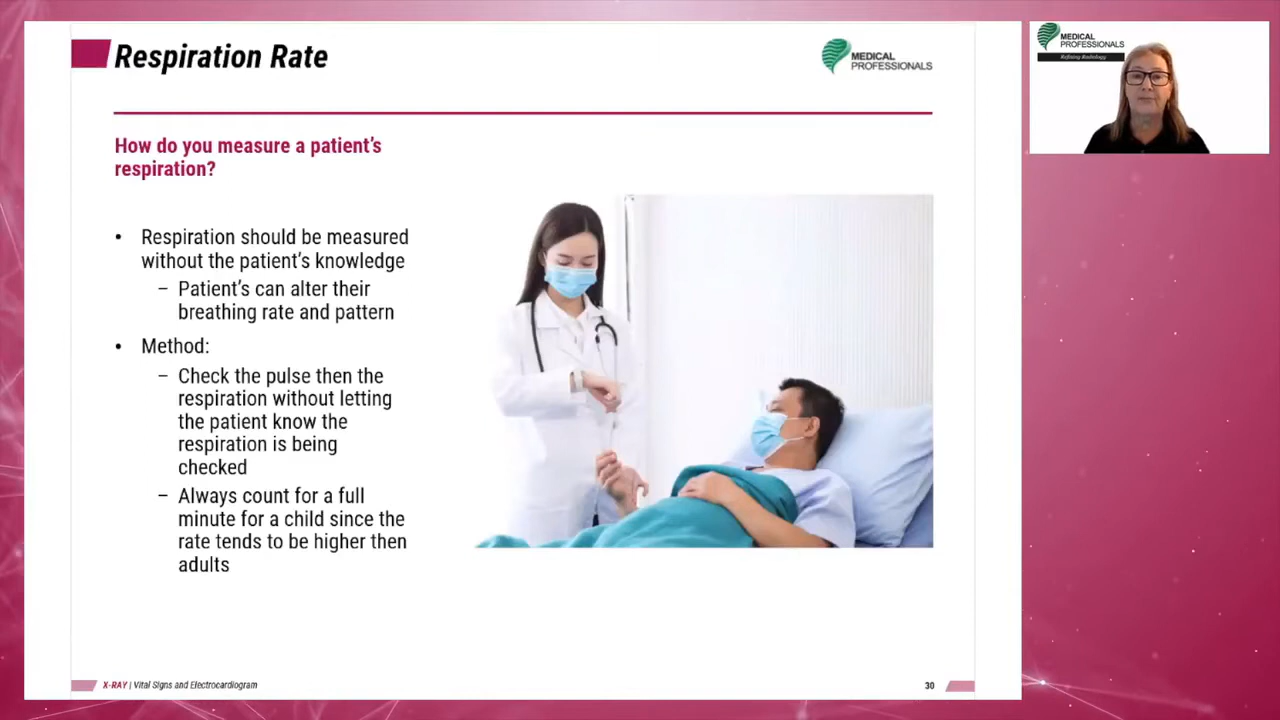 Respiration Rate
MEDICAL
PROFESSIONALS
How do you measure a patient's
respiration?
• Respiration should be measured
without the patient's knowledge
– Patient's can alter their
breathing rate and pattern
• Method:
– Check the pulse then the
respiration without letting
the patient know the
respiration is being
checked
– Always count for a full
minute for a child since the
rate tends to be higher then
adults
X-RAY | Vital Signs and Electrocardiogram
30
MEDICAL
PROFESSIONALS
Refining Radiology